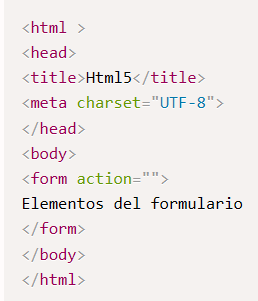 <html >
<head>
<title>Html5</title>
<meta charset="UTF-8">
</head>
<body>
<form action="">
Elementos del formulario
</form>
</body>
</html>